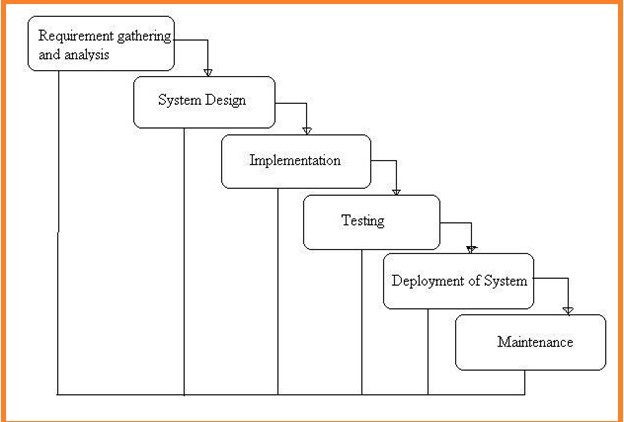 Requirement gathering
and analysis
System Design
Implementation
Testing
Deployment of System
Maintenance